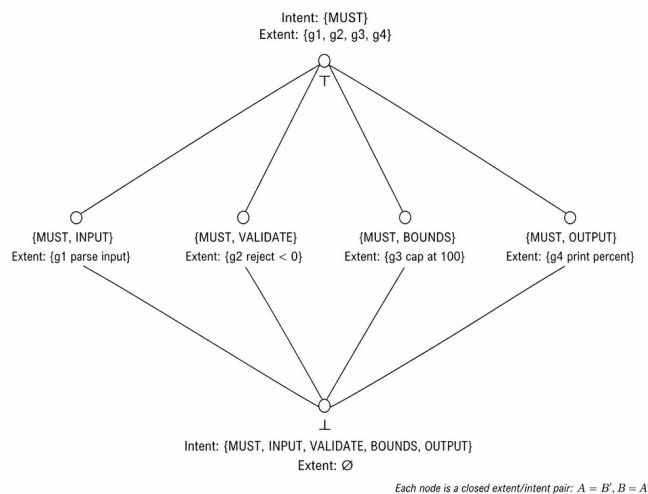 Intent: {MUST}
Extent: {g1, g2, g3, g4}
⊤
{MUST, INPUT}
Extent: {g1 parse input}
{MUST, VALIDATE}
Extent: {g2 reject < 0}
{MUST, BOUNDS}
Extent: {g3 cap at 100}
{MUST, OUTPUT}
Extent: {g4 print percent}
⊥
Intent: {MUST, INPUT, VALIDATE, BOUNDS, OUTPUT}
Extent: ∅
Each node is a closed extent/intent pair: A = B′, B = A′